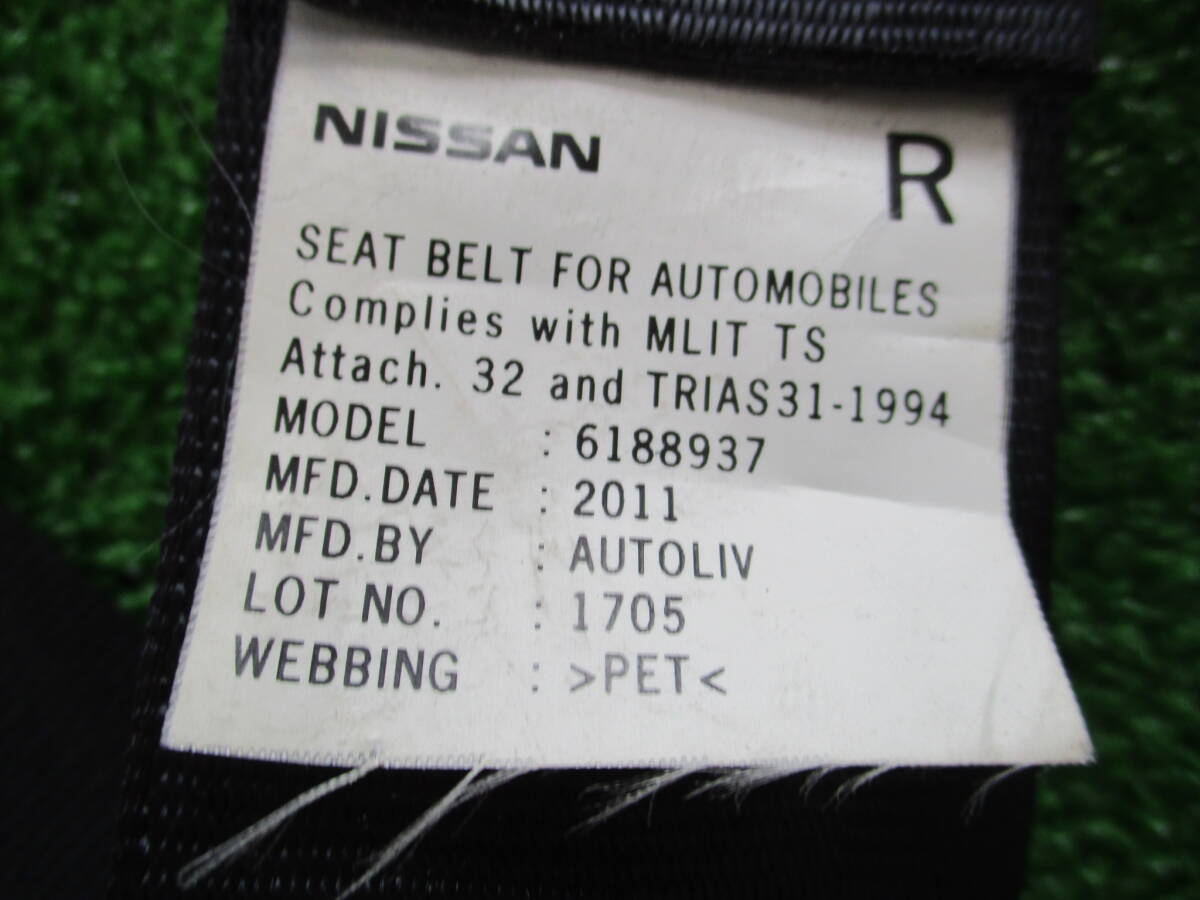 NISSAN R
SEAT BELT FOR AUTOMOBILES
Complies with MLIT TS
Attach. 32 and TRIAS31-1994
MODEL : 6188937
MFD.DATE : 2011
MFD.BY : AUTOLIV
LOT NO. : 1705
WEBBING : >PET<